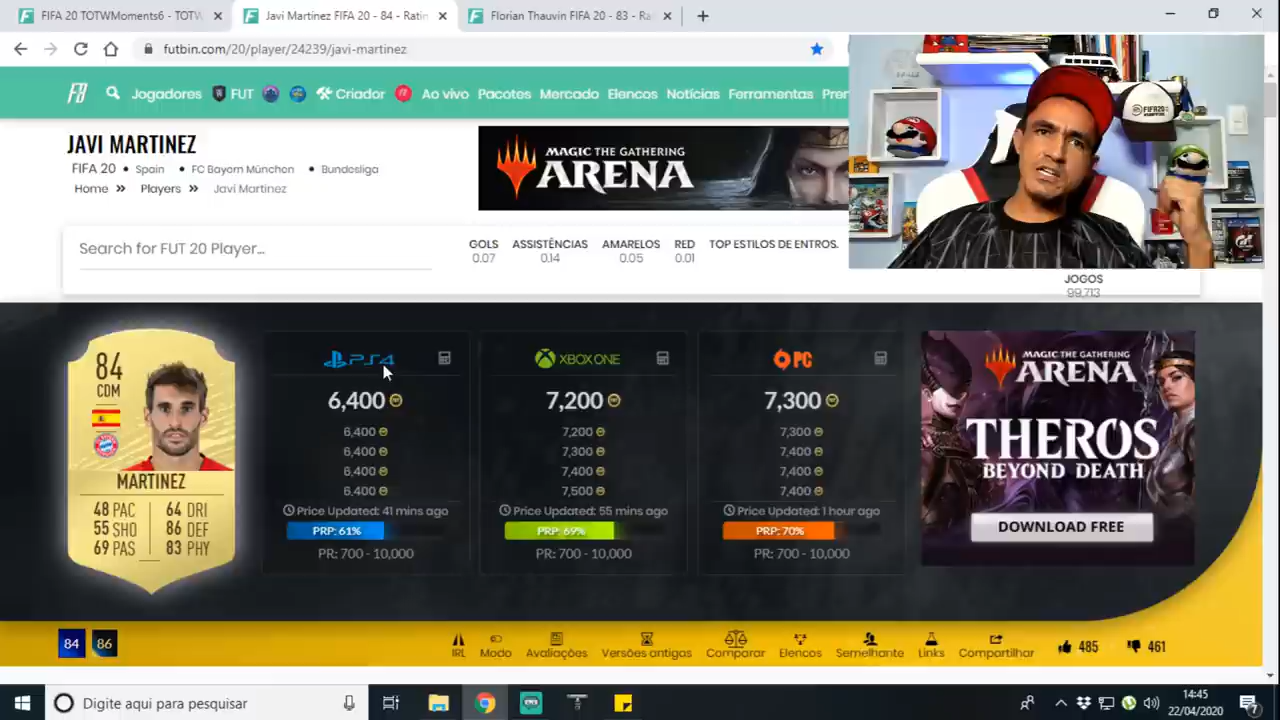 FIFA 20 TOTWMoments6 - TOTW
Javi Martinez FIFA 20 - 84 - Ratin
Florian Thauvin FIFA 20 - 83 - Ra
futbin.com/20/player/24239/javi-martinez
FB Jogadores FUT Criador Ao vivo Pacotes Mercado Elencos Notícias Ferramentas Prer
JAVI MARTINEZ
FIFA 20 • Spain • FC Bayern München • Bundesliga
Home » Players » Javi Martinez
MAGIC THE GATHERING
ARENA
EA SPORTS
FIFA20
Search for FUT 20 Player...
GOLS ASSISTÊNCIAS AMARELOS RED TOP ESTILOS DE ENTROS.
0.07 0.14 0.05 0.01
JOGOS
99,713
84
CDM
MARTINEZ
48 PAC 64 DRI
55 SHO 86 DEF
69 PAS 83 PHY
PS4
6,400
6,400
6,400
6,400
6,400
Price Updated: 41 mins ago
PRP: 61%
PR: 700 - 10,000
XBOX ONE
7,200
7,200
7,300
7,400
7,500
Price Updated: 55 mins ago
PRP: 69%
PR: 700 - 10,000
PC
7,300
7,300
7,400
7,400
7,400
Price Updated: 1 hour ago
PRP: 70%
PR: 700 - 10,000
MAGIC THE GATHERING
ARENA
THEROS
BEYOND DEATH
DOWNLOAD FREE
84 86
IRL Modo Avaliações Versões antigas Comparar Elencos Semelhante Links Compartilhar 485 461
Digite aqui para pesquisar
14:45
22/04/2020
7